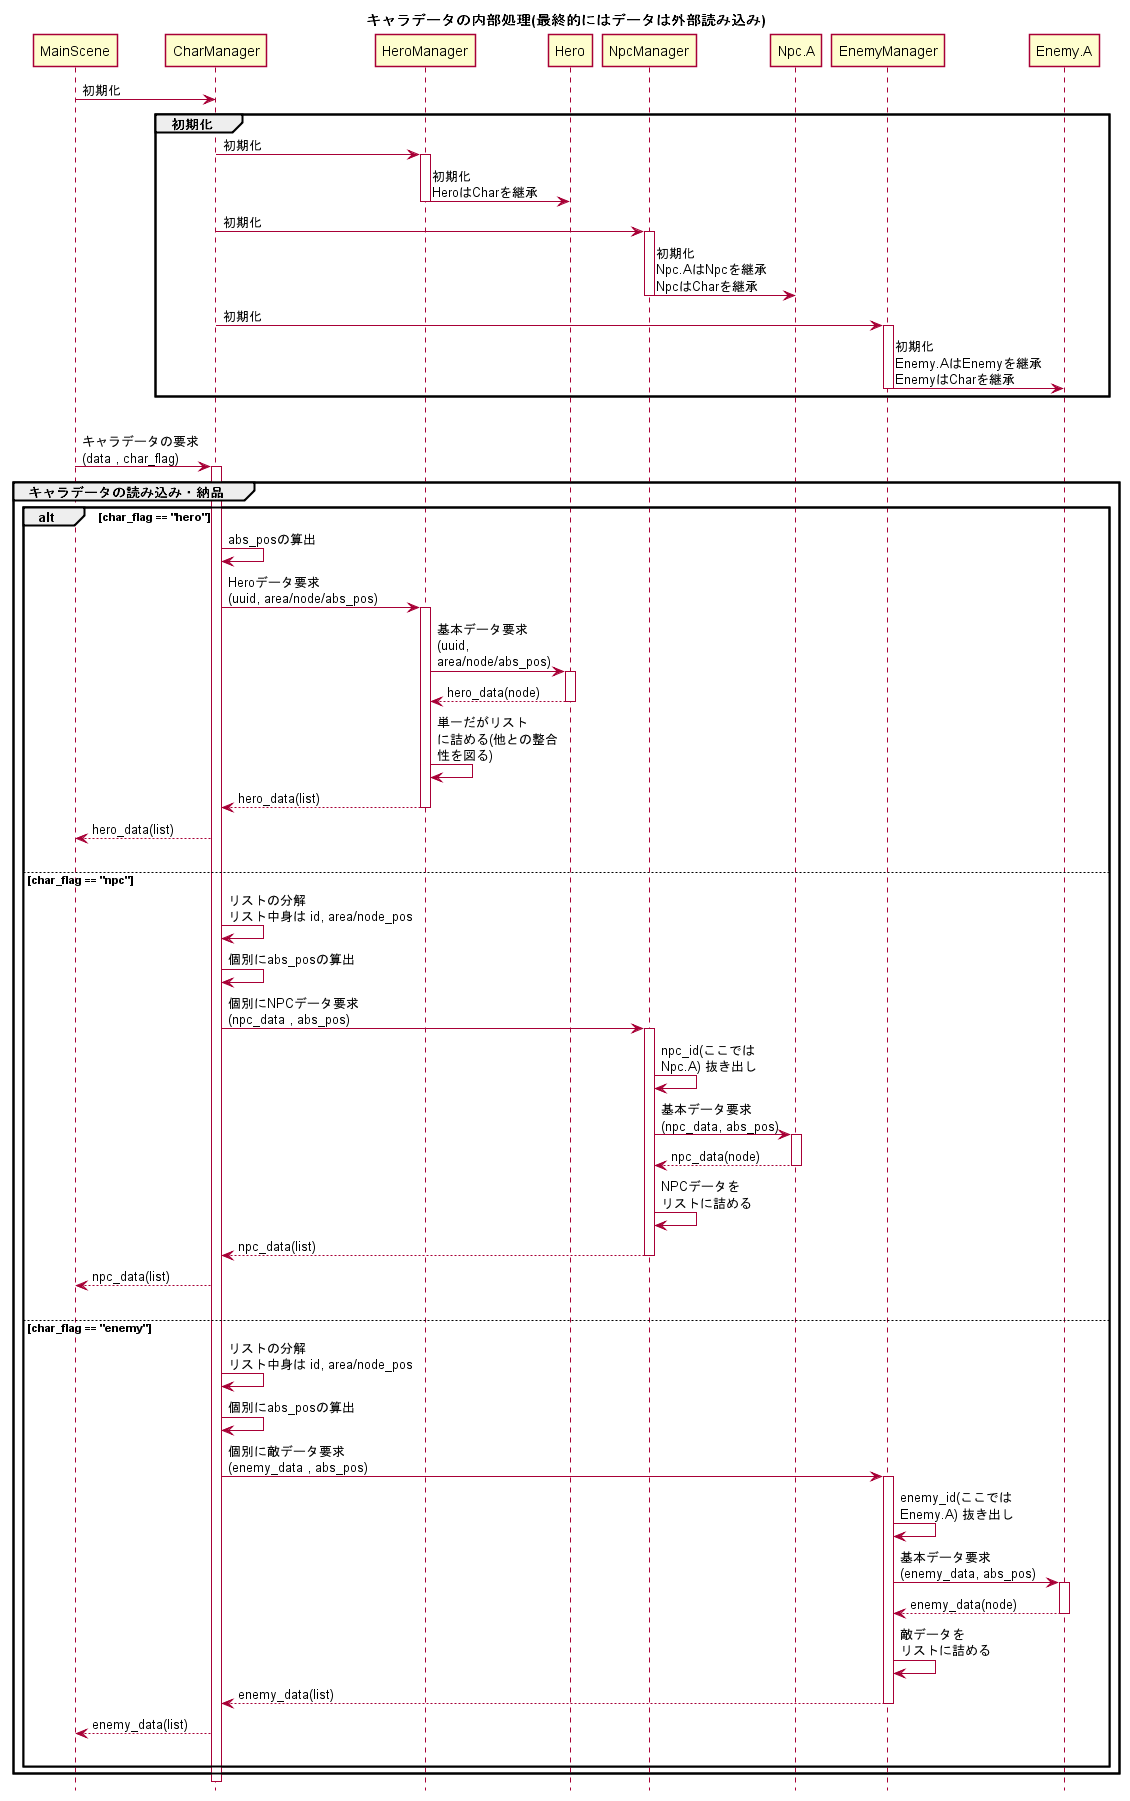 キャラデータの内部処理(最終的にはデータは外部読み込み)
MainScene
CharManager
HeroManager
Hero
NpcManager
Npc.A
EnemyManager
Enemy.A
初期化
初期化
初期化
初期化
HeroはCharを継承
初期化
初期化
Npc.AはNpcを継承
NpcはCharを継承
初期化
初期化
Enemy.AはEnemyを継承
EnemyはCharを継承
キャラデータの要求
(data , char_flag)
キャラデータの読み込み・納品
alt
[char_flag == "hero"]
abs_posの算出
Heroデータ要求
(uuid, area/node/abs_pos)
基本データ要求
(uuid,
area/node/abs_pos)
hero_data(node)
単一だがリスト
に詰める(他との整合
性を図る)
hero_data(list)
hero_data(list)
[char_flag == "npc"]
リストの分解
リスト中身は id, area/node_pos
個別にabs_posの算出
個別にNPCデータ要求
(npc_data , abs_pos)
npc_id(ここでは
Npc.A) 抜き出し
基本データ要求
(npc_data, abs_pos)
npc_data(node)
NPCデータを
リストに詰める
npc_data(list)
npc_data(list)
[char_flag == "enemy"]
リストの分解
リスト中身は id, area/node_pos
個別にabs_posの算出
個別に敵データ要求
(enemy_data , abs_pos)
enemy_id(ここでは
Enemy.A) 抜き出し
基本データ要求
(enemy_data, abs_pos)
enemy_data(node)
敵データを
リストに詰める
enemy_data(list)
enemy_data(list)